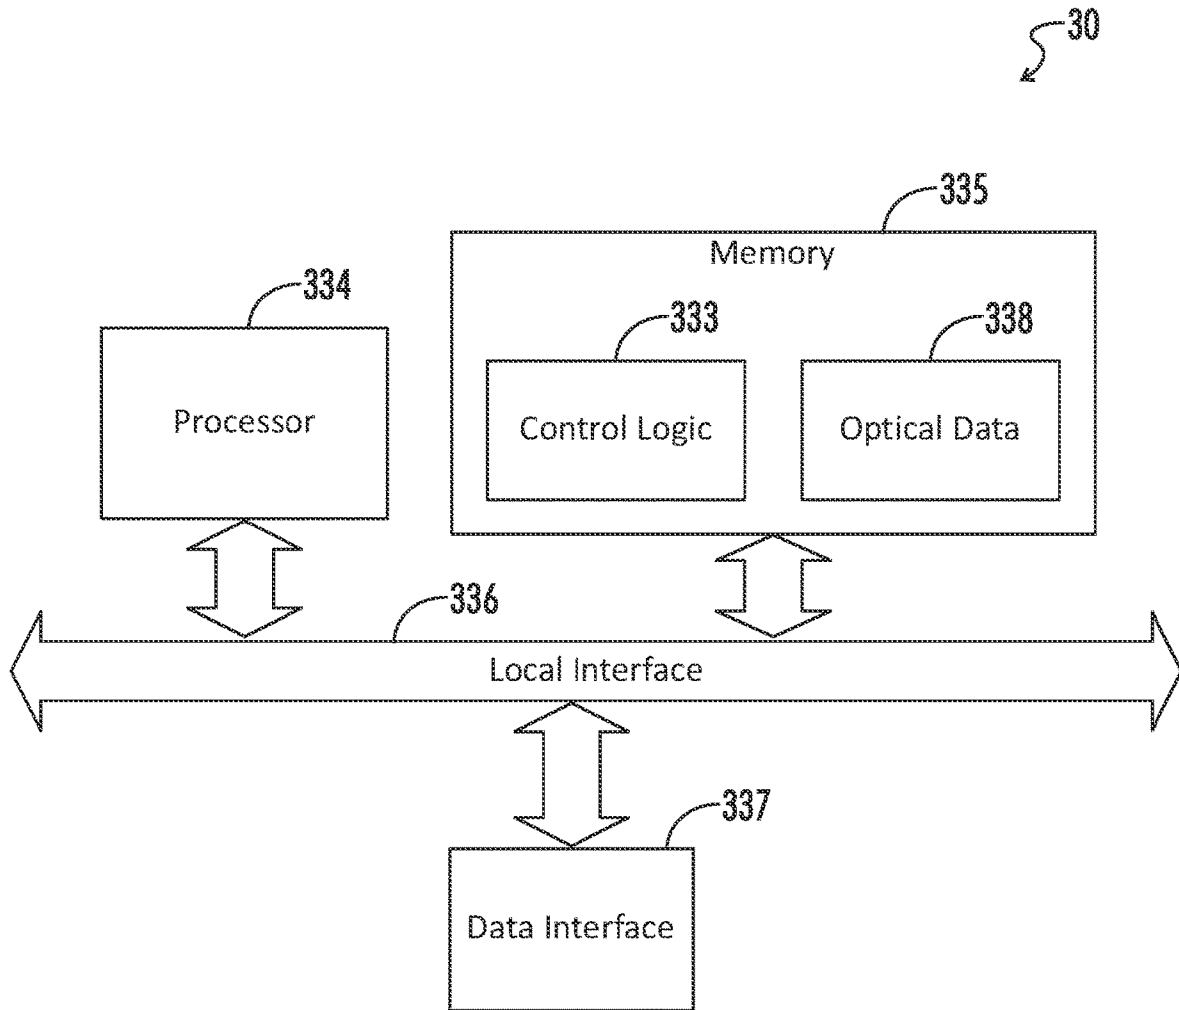 30
335
Memory
334
333
338
Processor
Control Logic
Optical Data
336
Local Interface
337
Data Interface